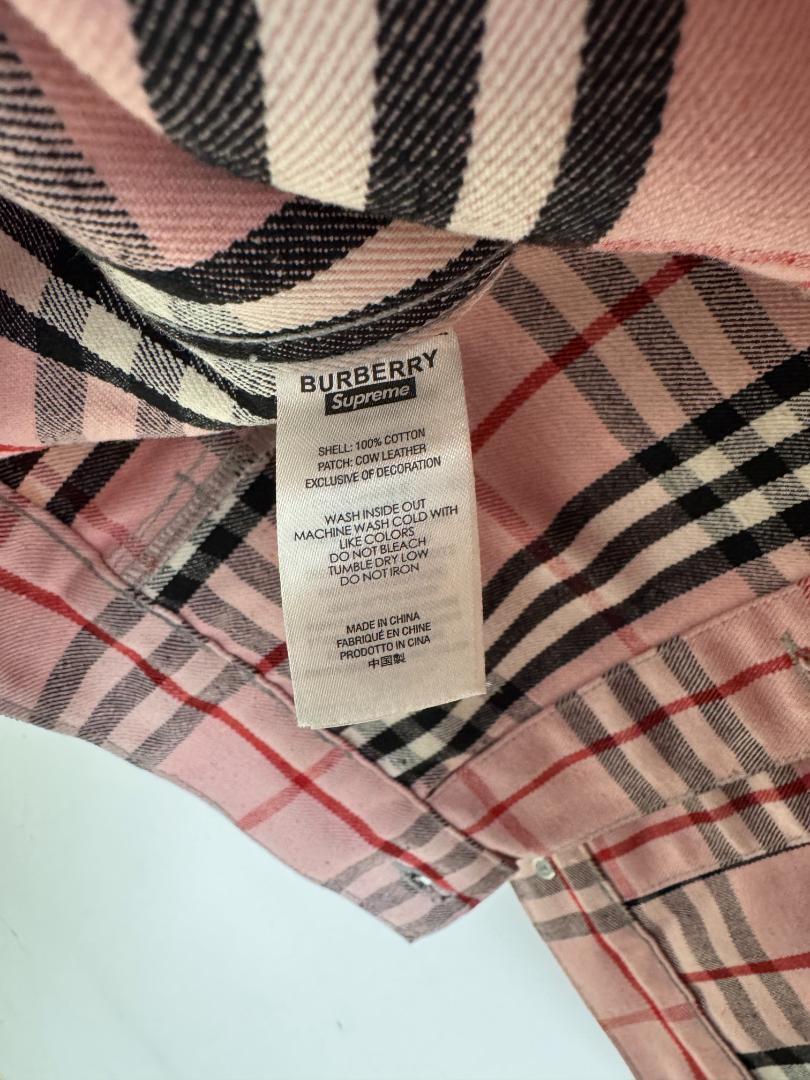 BURBERRY
Supreme
SHELL: 100% COTTON
PATCH: COW LEATHER
EXCLUSIVE OF DECORATION
WASH INSIDE OUT
MACHINE WASH COLD WITH
LIKE COLORS
DO NOT BLEACH
TUMBLE DRY LOW
DO NOT IRON
MADE IN CHINA
FABRIQUÉ EN CHINE
PRODOTTO IN CINA
中国製